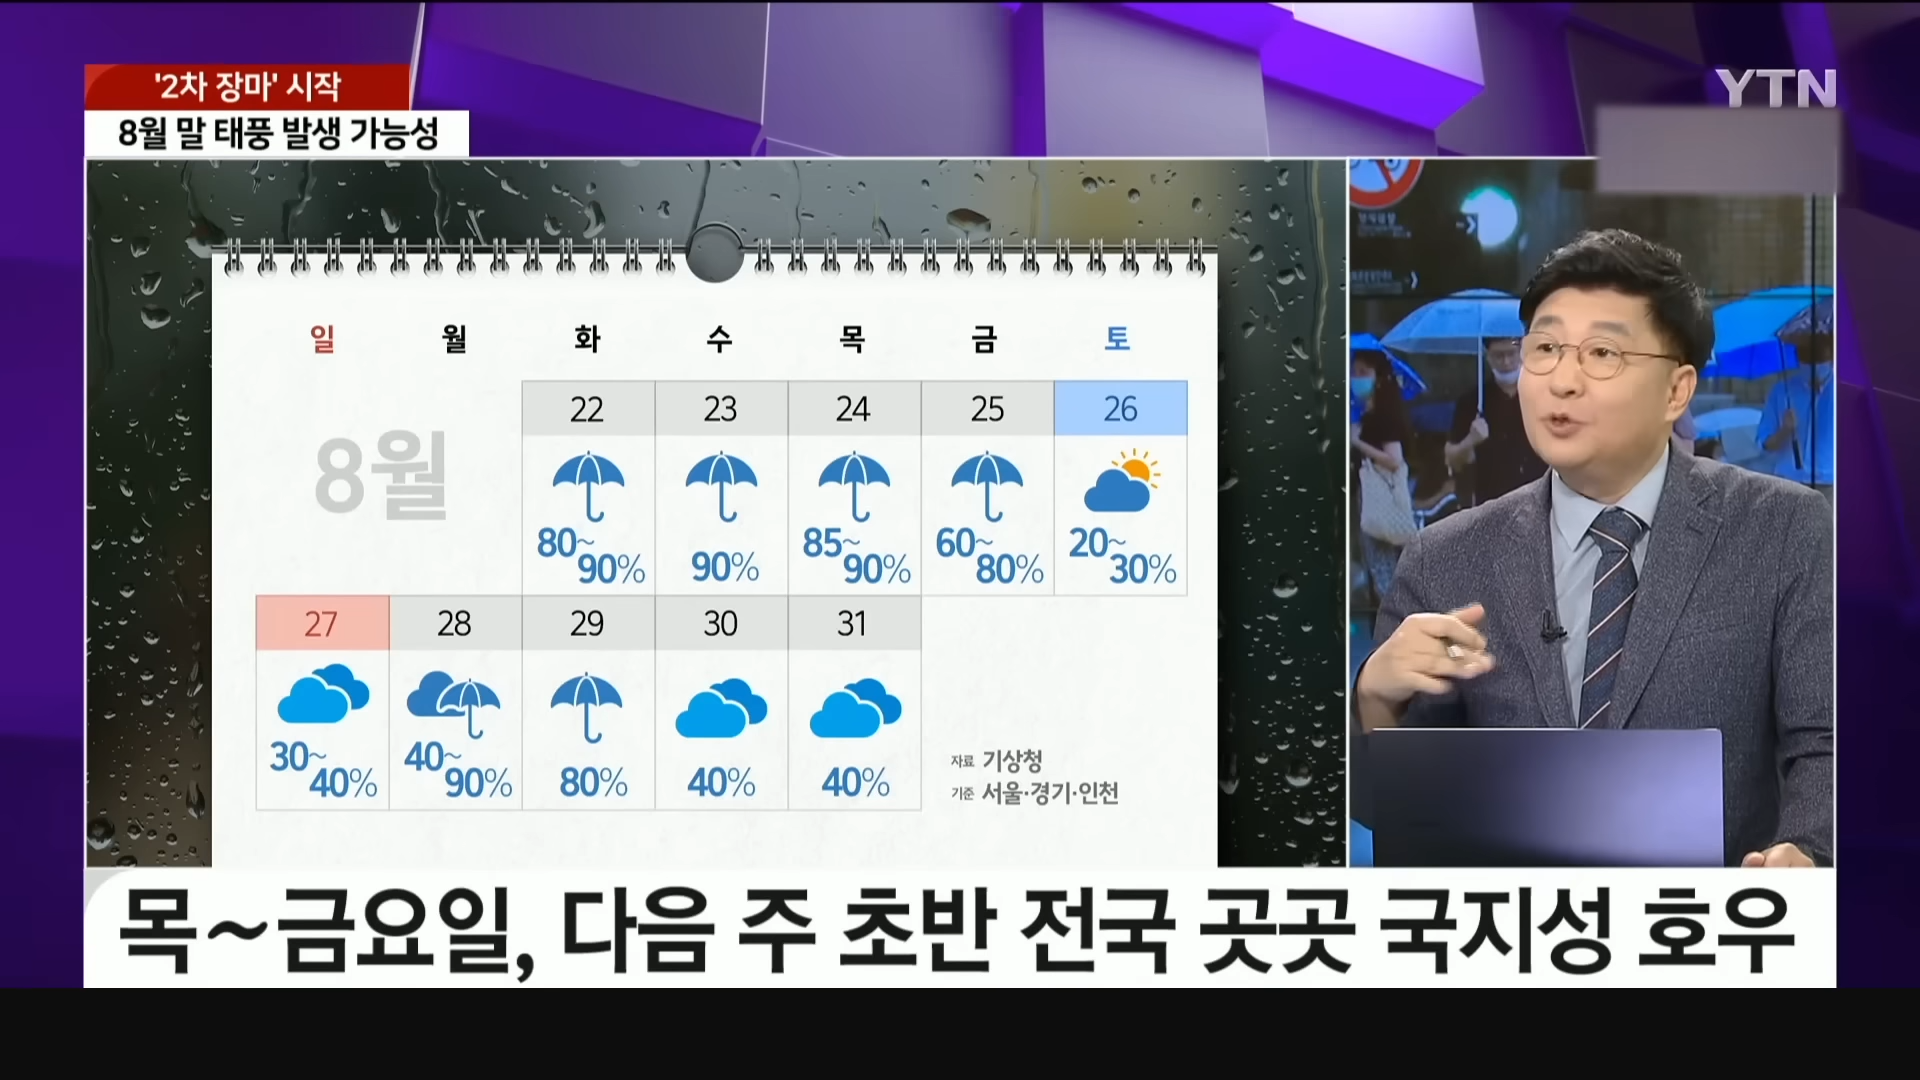 '2차 장마' 시작
8월 말 태풍 발생 가능성
YTN
일 월 화 수 목 금 토
8월
22 23 24 25 26
80~90% 90% 85~90% 60~80% 20~30%
27 28 29 30 31
30~40% 40~90% 80% 40% 40%
자료 기상청
기준 서울·경기·인천
목~금요일, 다음 주 초반 전국 곳곳 국지성 호우